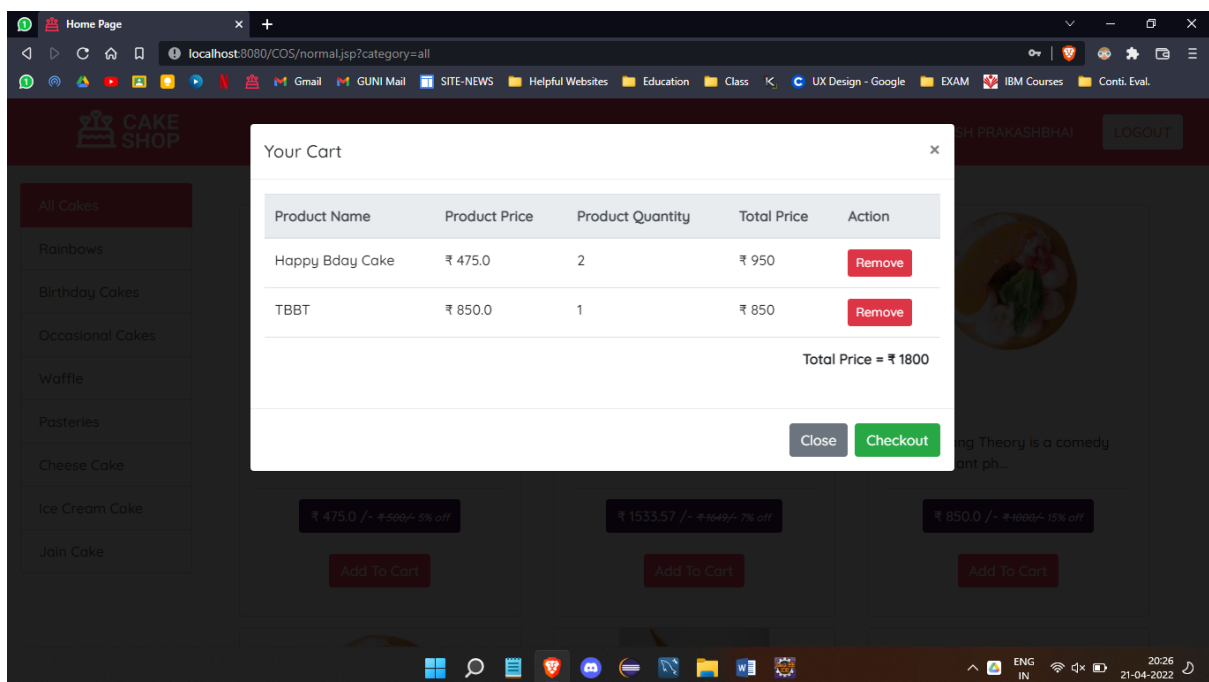 Home Page
localhost:8080/COS/normal.jsp?category=all
Gmail GUNI Mail SITE-NEWS Helpful Websites Education Class UX Design - Google EXAM IBM Courses Conti. Eval.
CAKE
SHOP
SH PRAKASHBHAI LOGOUT
Your Cart ×
Product Name Product Price Product Quantity Total Price Action
Happy Bday Cake ₹ 475.0 2 ₹ 950 Remove
TBBT ₹ 850.0 1 ₹ 850 Remove
Total Price = ₹ 1800
Close Checkout
All Cakes
Rainbows
Birthday Cakes
Occasional Cakes
Waffle
Pasteries
Cheese Cake
Ice Cream Cake
Jain Cake
ng Theory is a comedy
ant ph...
₹ 475.0 /- ₹ 500/- 5% off
₹ 1533.57 /- ₹ 1649/- 7% off
₹ 850.0 /- ₹ 1000/- 15% off
Add To Cart Add To Cart Add To Cart
ENG
IN
20:26
21-04-2022